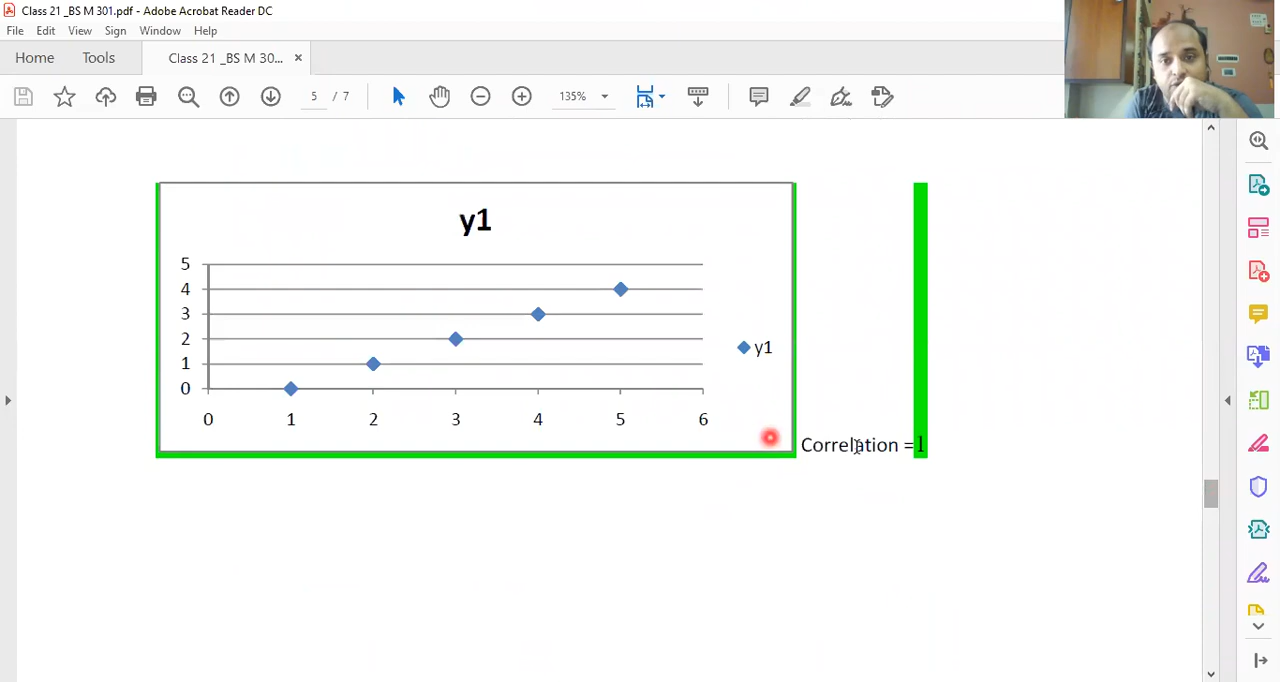 Class 21 _BS M 301.pdf - Adobe Acrobat Reader DC
File Edit View Sign Window Help
Home Tools Class 21 _BS M 30... ×
5 / 7 135%
y1
5
4
3
2
1
0
0 1 2 3 4 5 6
y1
Correlation =1